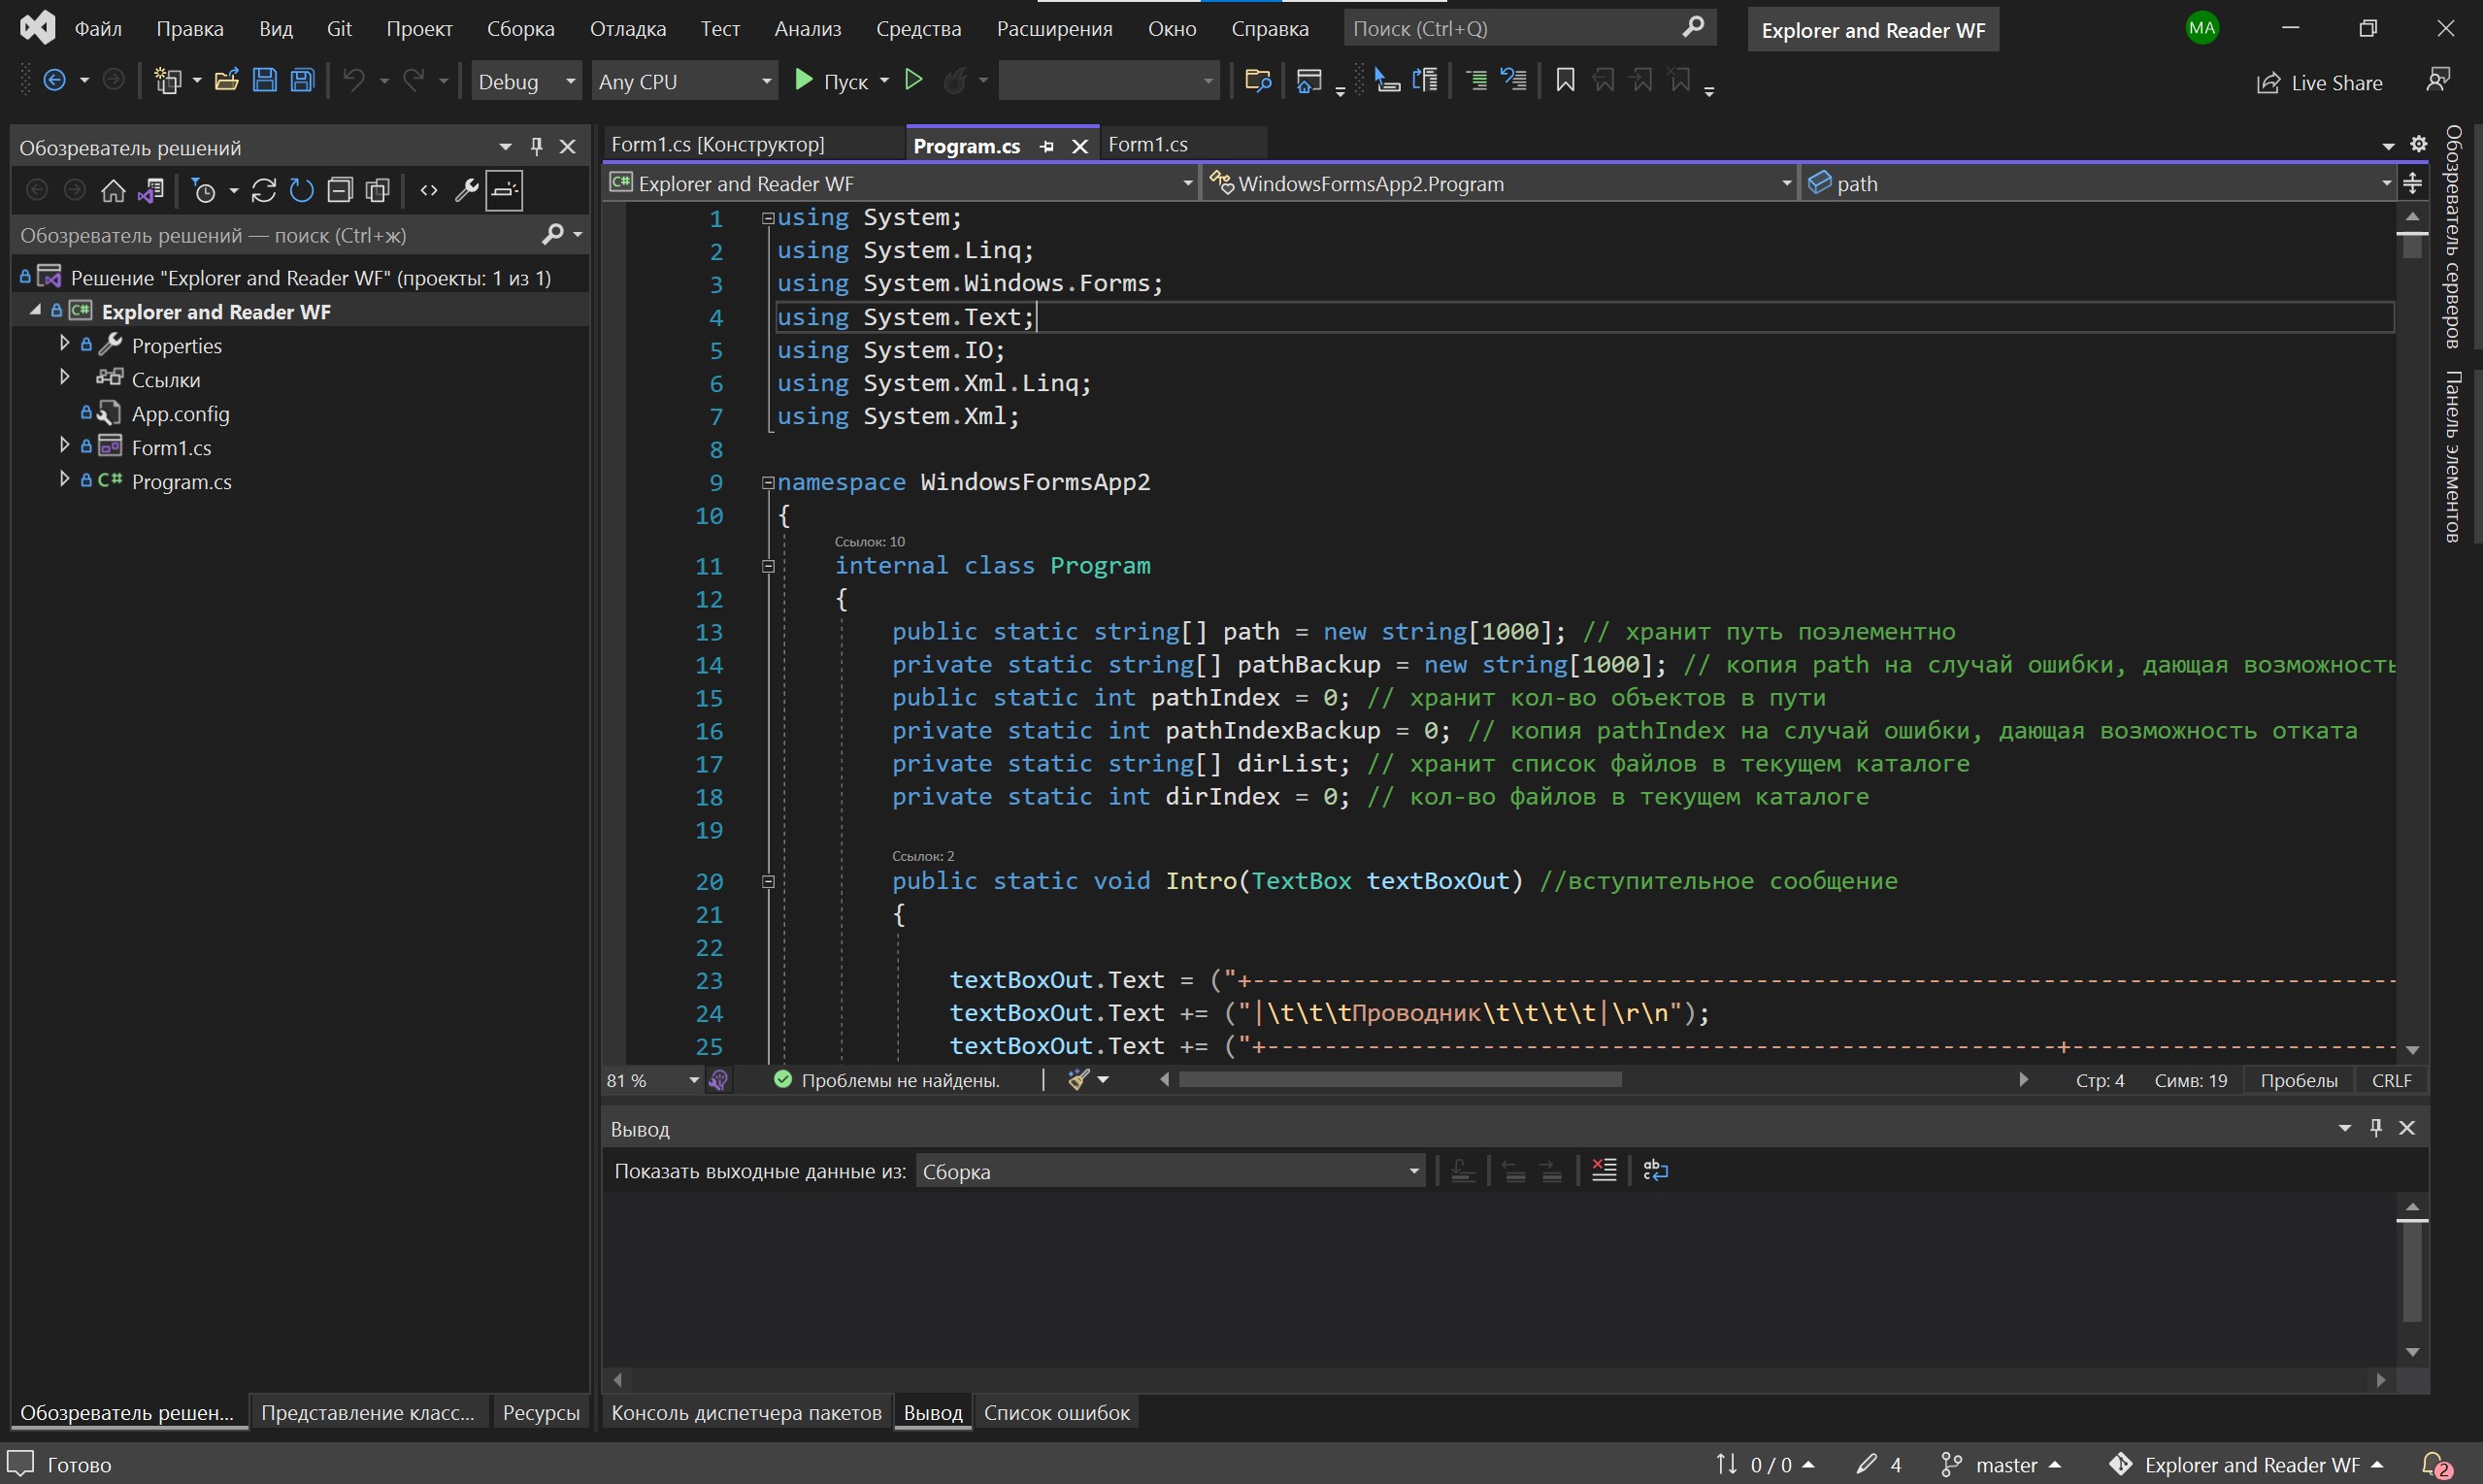 Файл Правка Вид Git Проект Сборка Отладка Тест Анализ Средства Расширения Окно Справка Поиск (Ctrl+Q) Explorer and Reader WF MA
Debug Any CPU Пуск Live Share
Обозреватель решений
Обозреватель решений — поиск (Ctrl+ж)
Решение "Explorer and Reader WF" (проекты: 1 из 1)
Explorer and Reader WF
Properties
Ссылки
App.config
Form1.cs
C# Program.cs
Обозреватель решен... Представление класс... Ресурсы
Form1.cs [Конструктор] Program.cs Form1.cs
C# Explorer and Reader WF WindowsFormsApp2.Program path
1 using System;
2 using System.Linq;
3 using System.Windows.Forms;
4 using System.Text;
5 using System.IO;
6 using System.Xml.Linq;
7 using System.Xml;
8
9 namespace WindowsFormsApp2
10 {
Ссылок: 10
11 internal class Program
12 {
13 public static string[] path = new string[1000]; // хранит путь поэлементно
14 private static string[] pathBackup = new string[1000]; // копия path на случай ошибки, дающая возможность
15 public static int pathIndex = 0; // хранит кол-во объектов в пути
16 private static int pathIndexBackup = 0; // копия pathIndex на случай ошибки, дающая возможность отката
17 private static string[] dirList; // хранит список файлов в текущем каталоге
18 private static int dirIndex = 0; // кол-во файлов в текущем каталоге
19
Ссылок: 2
20 public static void Intro(TextBox textBoxOut) //вступительное сообщение
21 {
22
23 textBoxOut.Text = ("+--------------------------------------------------------------------------------
24 textBoxOut.Text += ("|\t\t\tПроводник\t\t\t\t|\r\n");
25 textBoxOut.Text += ("+-------------------------------------------------------+-----------------------
81 % Проблемы не найдены. Стр: 4 Симв: 19 Пробелы CRLF
Вывод
Показать выходные данные из: Сборка
Консоль диспетчера пакетов Вывод Список ошибок
Обозреватель серверов
Панель элементов
Готово 0 / 0 4 master Explorer and Reader WF 2